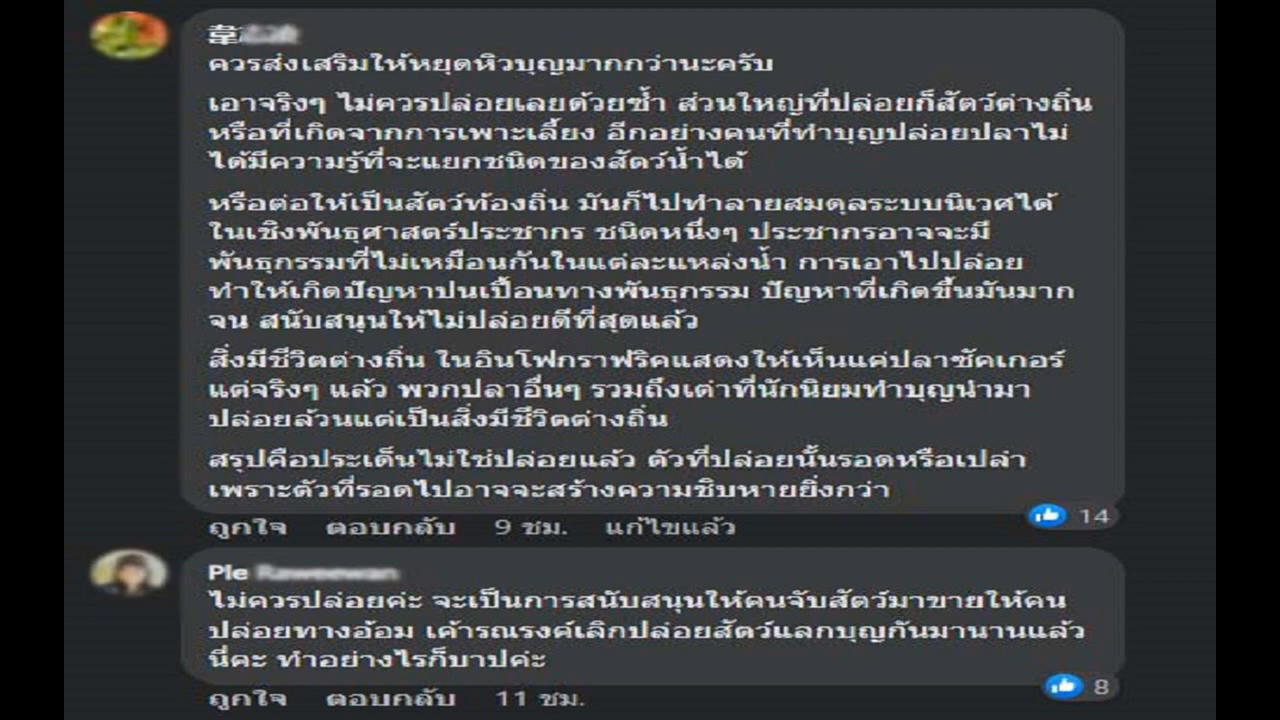 韋
ควรส่งเสริมให้หยุดหิวบุญมากกว่านะครับ
เอาจริงๆ ไม่ควรปล่อยเลยด้วยซ้ำ ส่วนใหญ่ที่ปล่อยก็สัตว์ต่างถิ่น
หรือที่เกิดจากการเพาะเลี้ยง อีกอย่างคนที่ทำบุญปล่อยปลาไม่
ได้มีความรู้ที่จะแยกชนิดของสัตว์น้ำได้
หรือต่อให้เป็นสัตว์ท้องถิ่น มันก็ไปทำลายสมดุลระบบนิเวศได้
ในเชิงพันธุศาสตร์ประชากร ชนิดหนึ่งๆ ประชากรอาจจะมี
พันธุกรรมที่ไม่เหมือนกันในแต่ละแหล่งน้ำ การเอาไปปล่อย
ทำให้เกิดปัญหาปนเปื้อนทางพันธุกรรม ปัญหาที่เกิดขึ้นมันมาก
จน สนับสนุนให้ไม่ปล่อยดีที่สุดแล้ว
สิ่งมีชีวิตต่างถิ่น ในอินโฟกราฟริคแสดงให้เห็นแค่ปลาซัคเกอร์
แต่จริงๆ แล้ว พวกปลาอื่นๆ รวมถึงเต่าที่นักนิยมทำบุญนำมา
ปล่อยล้วนแต่เป็นสิ่งมีชีวิตต่างถิ่น
สรุปคือประเด็นไม่ใช่ปล่อยแล้ว ตัวที่ปล่อยนั้นรอดหรือเปล่า
เพราะตัวที่รอดไปอาจจะสร้างความชิบหายยิ่งกว่า
14
ถูกใจ ตอบกลับ 9 ชม. แก้ไขแล้ว
Ple Raweewan
ไม่ควรปล่อยค่ะ จะเป็นการสนับสนุนให้คนจับสัตว์มาขายให้คน
ปล่อยทางอ้อม เค้ารณรงค์เลิกปล่อยสัตว์แลกบุญกันมานานแล้ว
นี่คะ ทำอย่างไรก็บาปค่ะ
8
ถูกใจ ตอบกลับ 11 ชม.